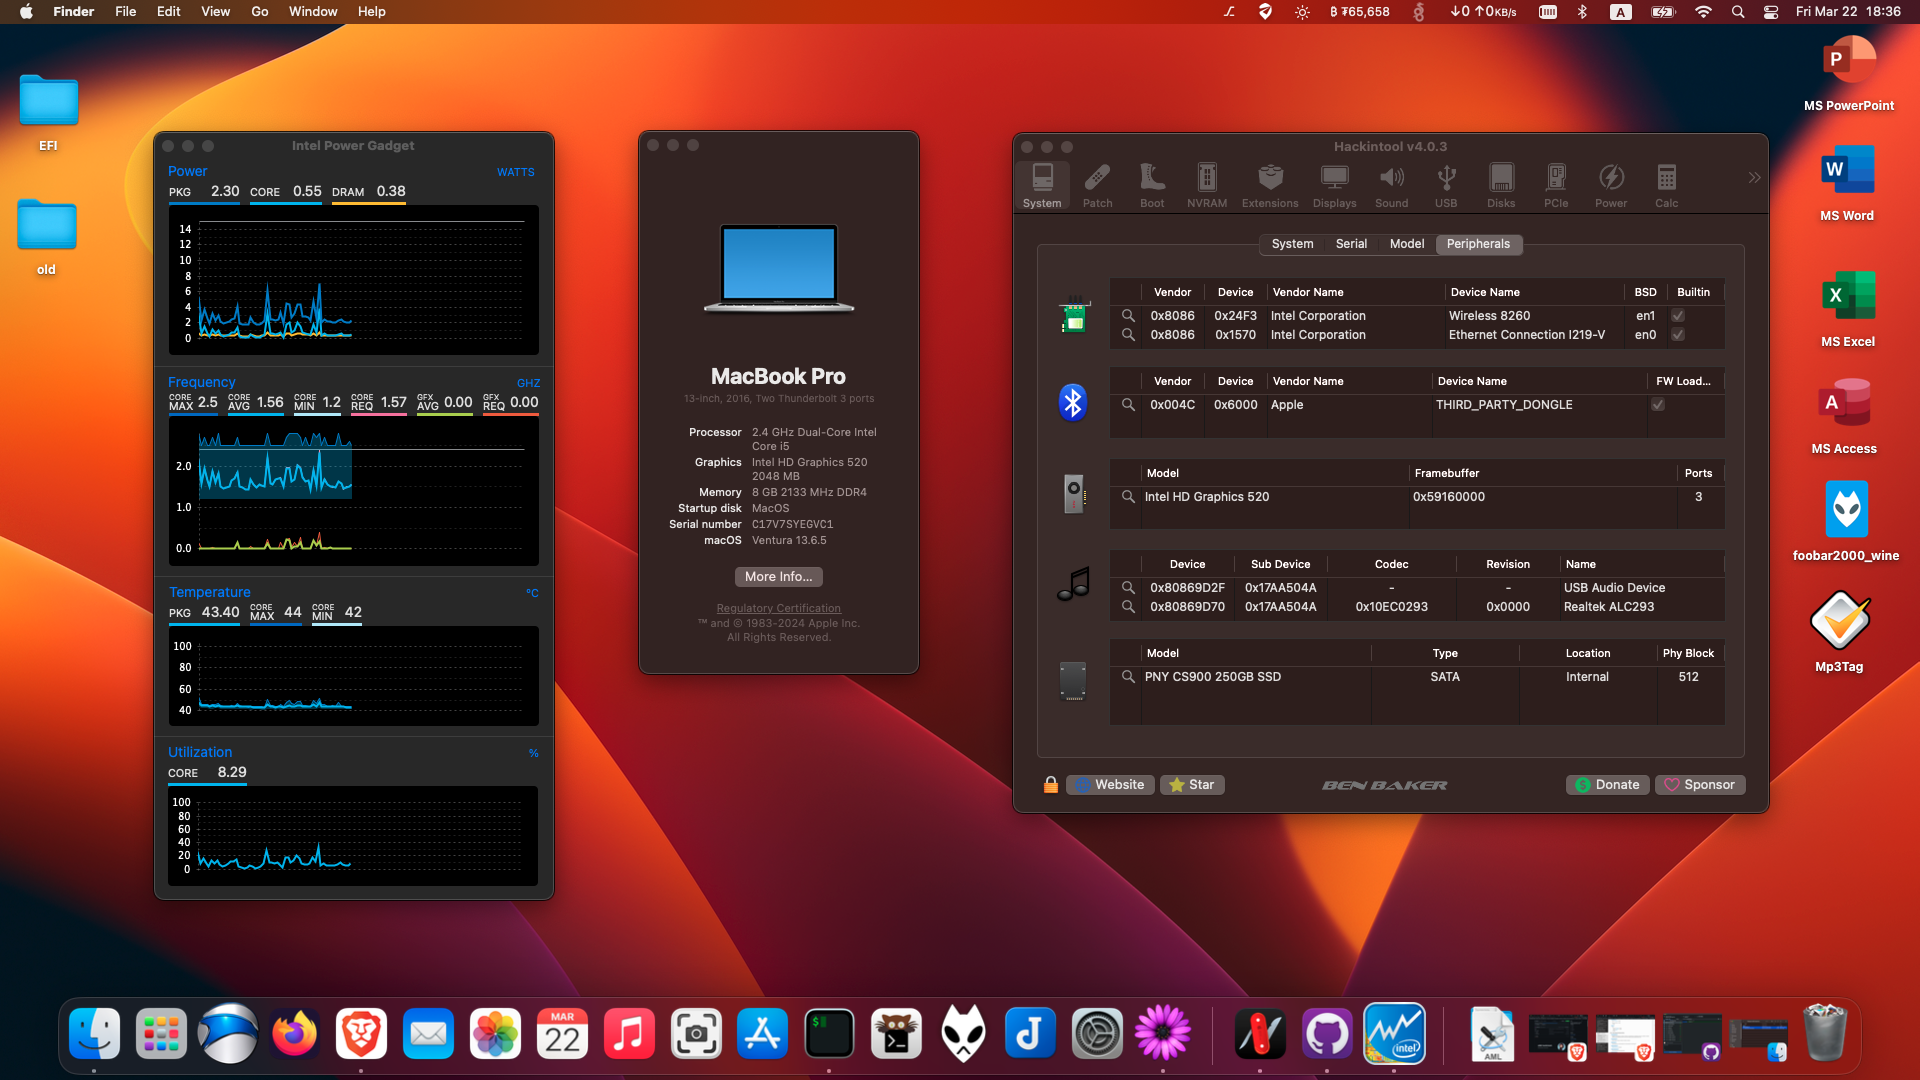 Finder File Edit View Go Window Help
฿ ₮65,658 ↓0 ↑0KB/s A Fri Mar 22 18:36
EFI
old
Intel Power Gadget
Power WATTS
PKG 2.30 CORE 0.55 DRAM 0.38
14
12
10
8
6
4
2
0
Frequency GHZ
CORE MAX 2.5 CORE AVG 1.56 CORE MIN 1.2 CORE REQ 1.57 GFX AVG 0.00 GFX REQ 0.00
2.0
1.0
0.0
Temperature °C
PKG 43.40 CORE MAX 44 CORE MIN 42
100
80
60
40
Utilization %
CORE 8.29
100
80
60
40
20
0
MacBook Pro
13-inch, 2016, Two Thunderbolt 3 ports
Processor 2.4 GHz Dual-Core Intel
Core i5
Graphics Intel HD Graphics 520
2048 MB
Memory 8 GB 2133 MHz DDR4
Startup disk MacOS
Serial number C17V7SYEGVC1
macOS Ventura 13.6.5
More Info...
Regulatory Certification
™ and © 1983-2024 Apple Inc.
All Rights Reserved.
Hackintool v4.0.3
System Patch Boot NVRAM Extensions Displays Sound USB Disks PCIe Power Calc
System Serial Model Peripherals
Vendor Device Vendor Name Device Name BSD Builtin
0x8086 0x24F3 Intel Corporation Wireless 8260 en1
0x8086 0x1570 Intel Corporation Ethernet Connection I219-V en0
Vendor Device Vendor Name Device Name FW Load...
0x004C 0x6000 Apple THIRD_PARTY_DONGLE
Model Framebuffer Ports
Intel HD Graphics 520 0x59160000 3
Device Sub Device Codec Revision Name
0x80869D2F 0x17AA504A - - USB Audio Device
0x80869D70 0x17AA504A 0x10EC0293 0x0000 Realtek ALC293
Model Type Location Phy Block
PNY CS900 250GB SSD SATA Internal 512
Website Star BEN BAKER Donate Sponsor
P
MS PowerPoint
W
MS Word
X
MS Excel
A
MS Access
foobar2000_wine
Mp3Tag
MAR
22
$
intel
AML